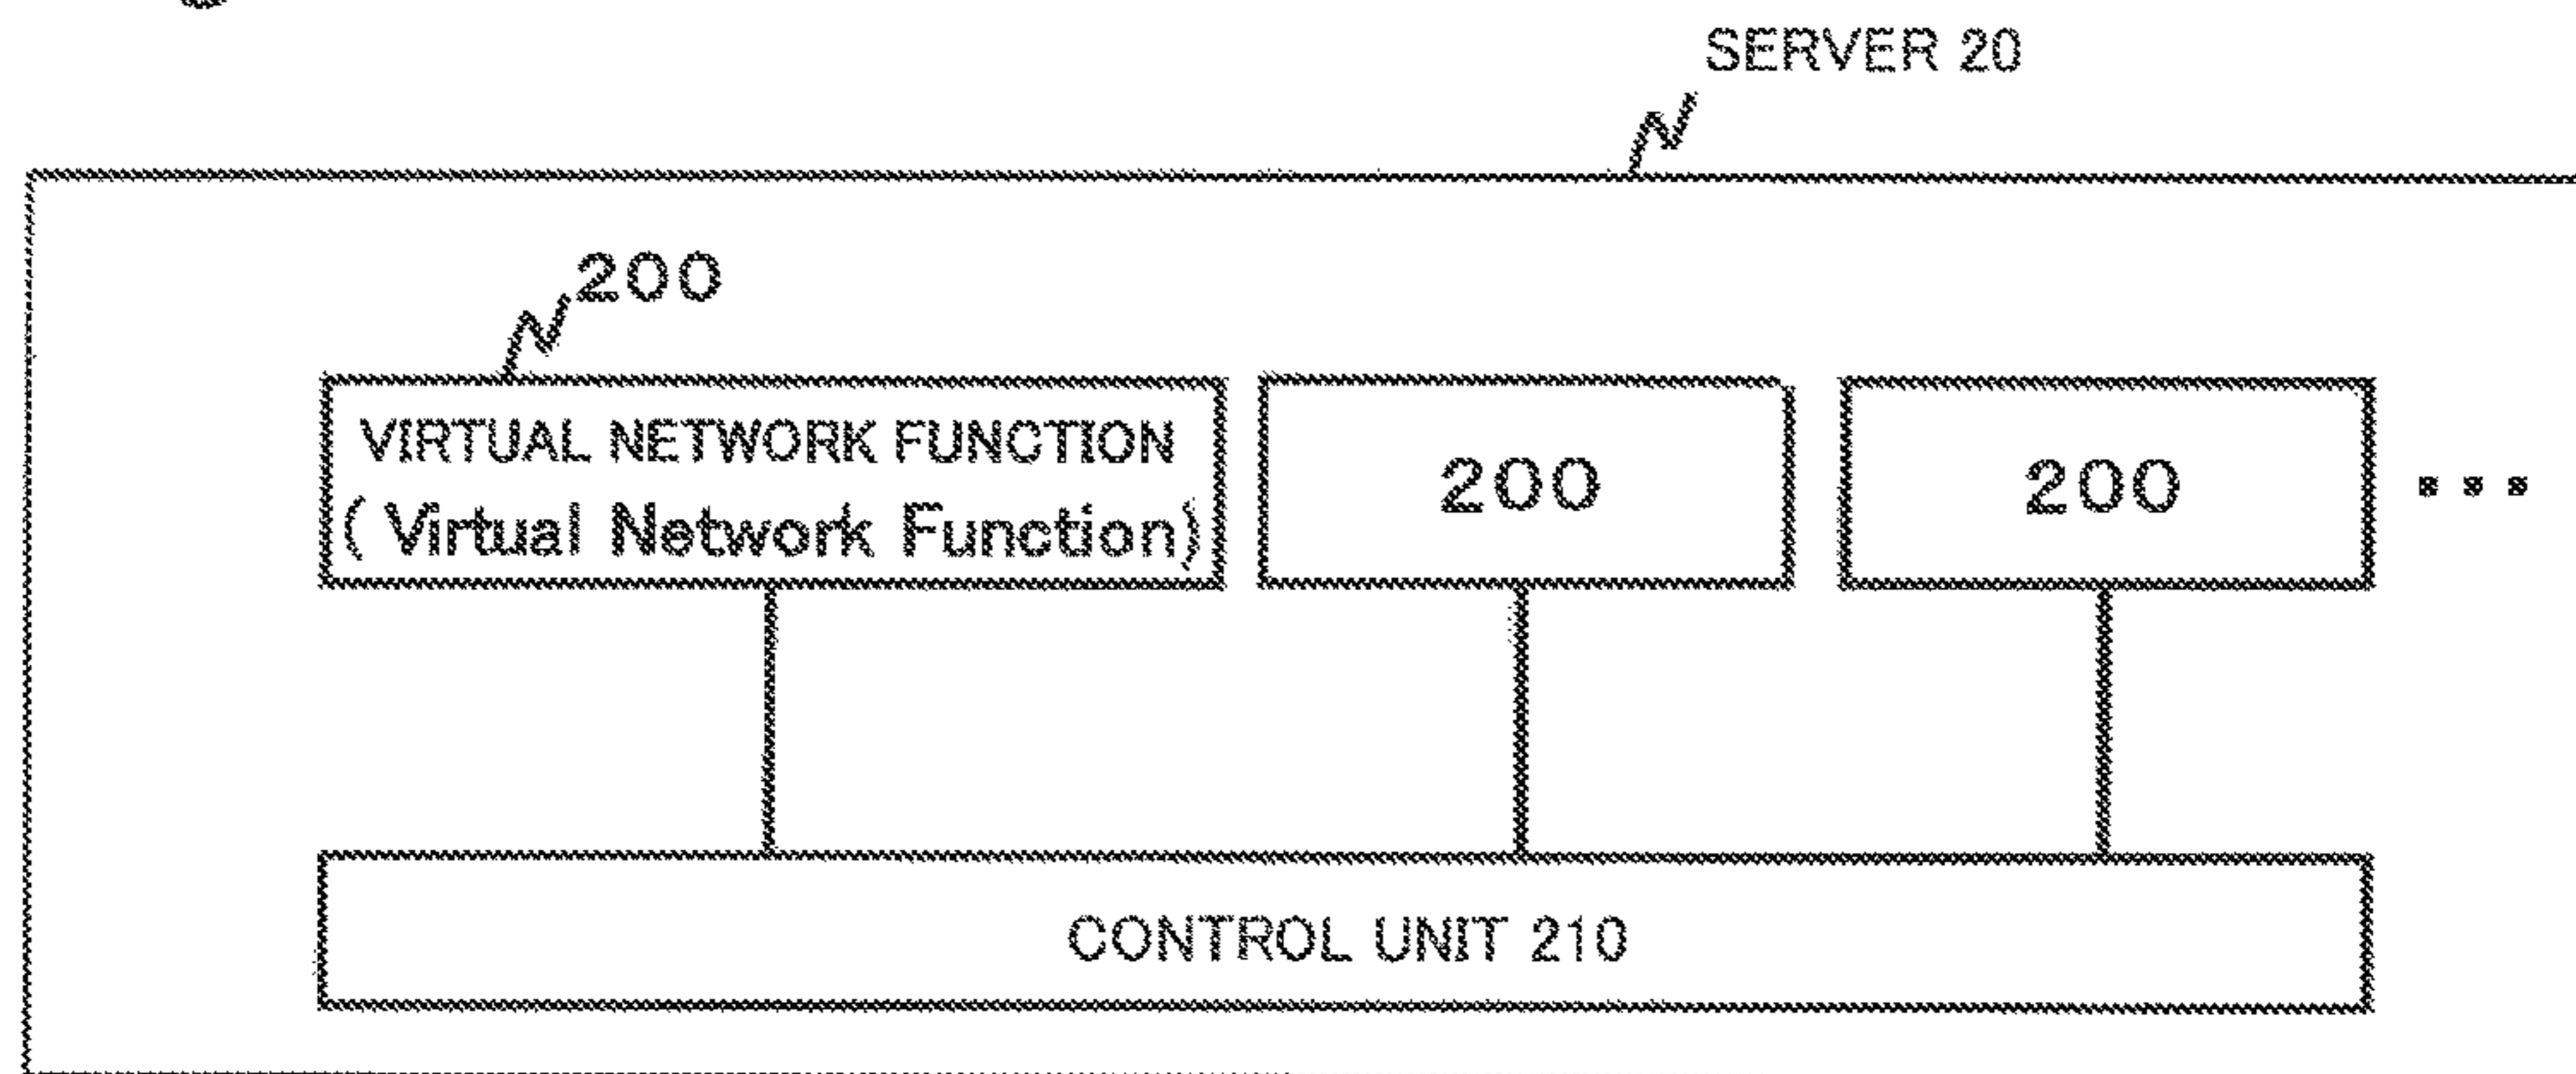 SERVER 20
200
VIRTUAL NETWORK FUNCTION
( Virtual Network Function)
200
200
...
CONTROL UNIT 210